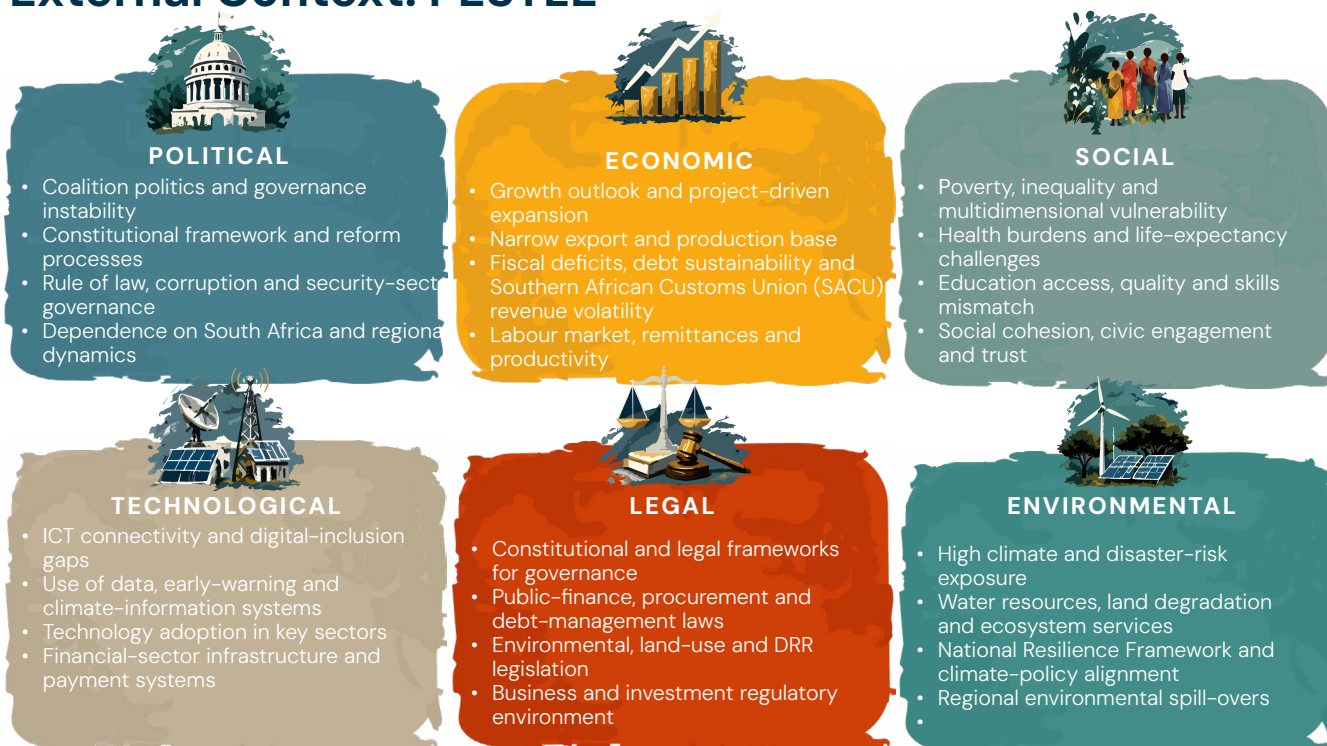 External Context: PESTEL
POLITICAL
• Coalition politics and governance
instability
• Constitutional framework and reform
processes
• Rule of law, corruption and security-sect
governance
• Dependence on South Africa and regiona
dynamics
ECONOMIC
• Growth outlook and project-driven
expansion
• Narrow export and production base
• Fiscal deficits, debt sustainability and
Southern African Customs Union (SACU)
revenue volatility
• Labour market, remittances and
productivity
SOCIAL
• Poverty, inequality and
multidimensional vulnerability
• Health burdens and life-expectancy
challenges
• Education access, quality and skills
mismatch
• Social cohesion, civic engagement
and trust
TECHNOLOGICAL
• ICT connectivity and digital-inclusion
gaps
• Use of data, early-warning and
climate-information systems
• Technology adoption in key sectors
• Financial-sector infrastructure and
payment systems
LEGAL
• Constitutional and legal frameworks
for governance
• Public-finance, procurement and
debt-management laws
• Environmental, land-use and DRR
legislation
• Business and investment regulatory
environment
ENVIRONMENTAL
• High climate and disaster-risk
exposure
• Water resources, land degradation
and ecosystem services
• National Resilience Framework and
climate-policy alignment
• Regional environmental spill-overs
•